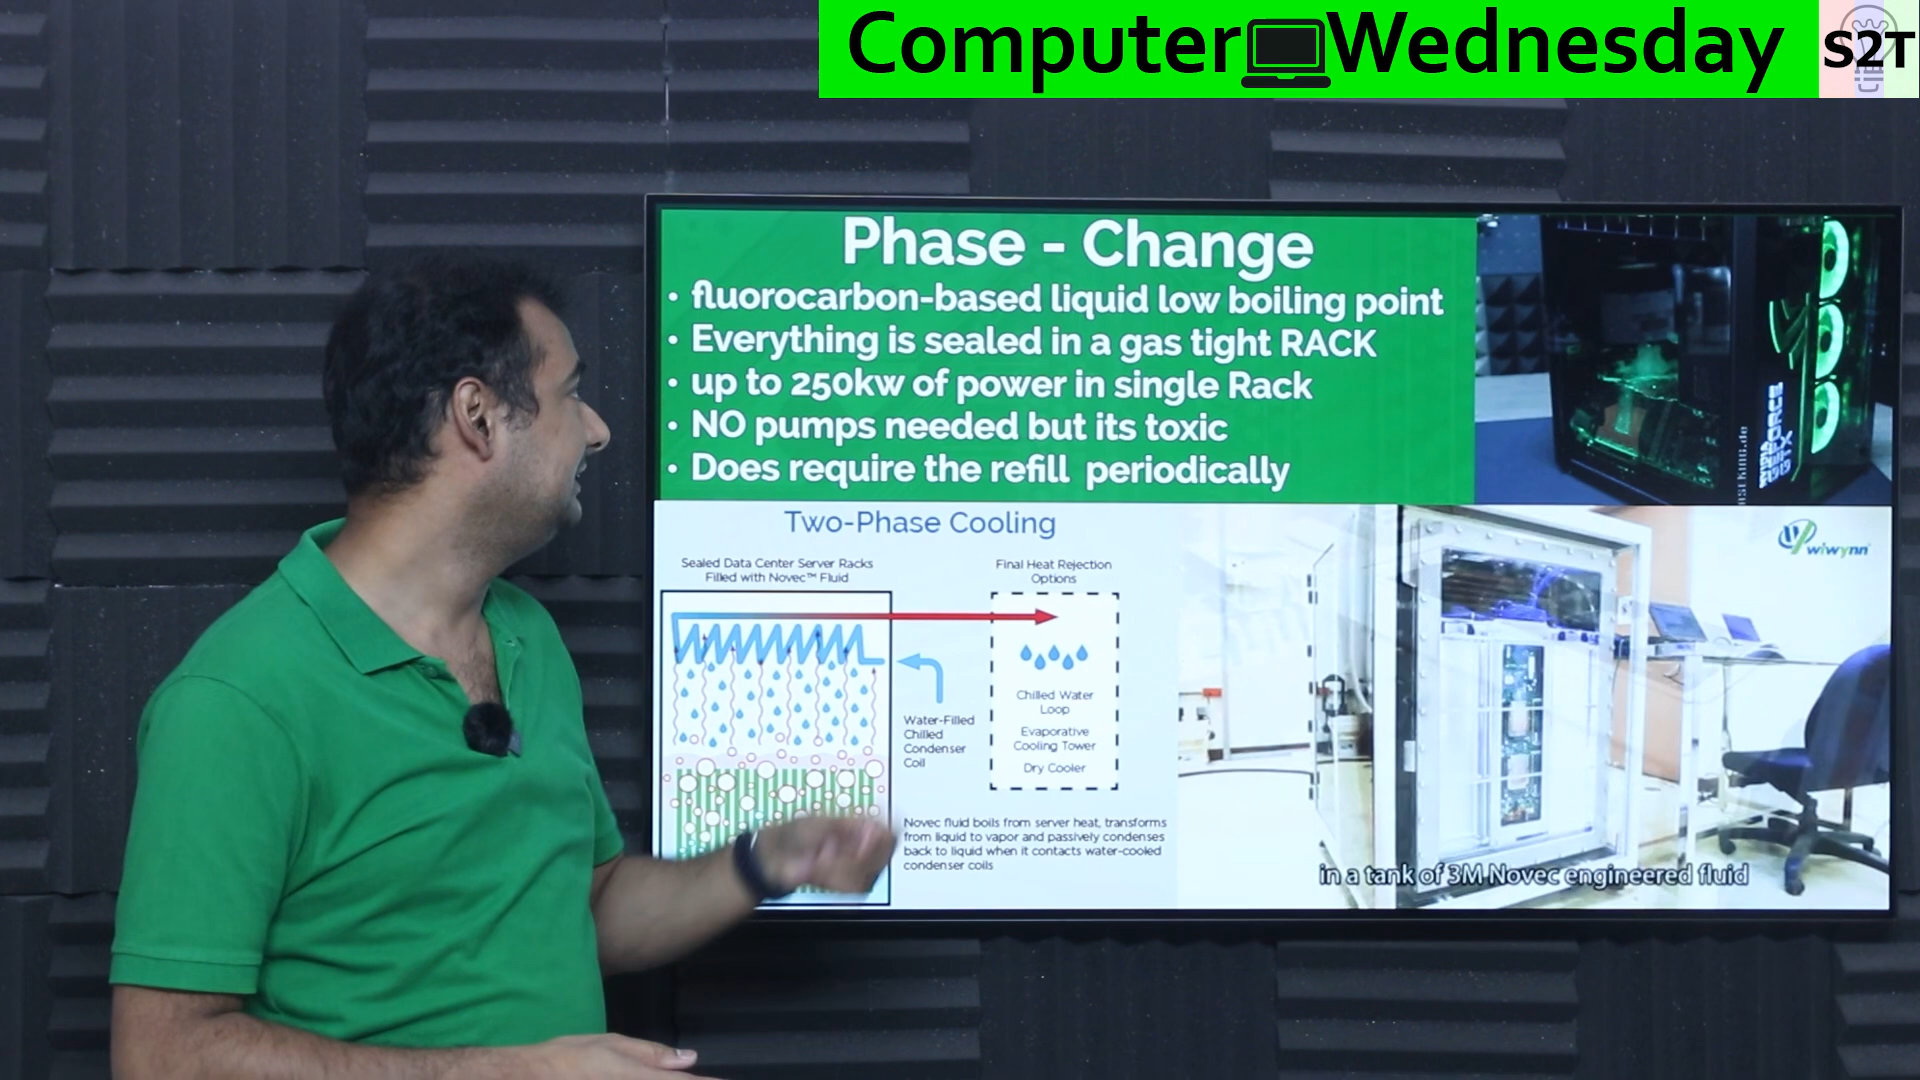 Computer Wednesday
S2T
Phase - Change
• fluorocarbon-based liquid low boiling point
• Everything is sealed in a gas tight RACK
• up to 250kw of power in single Rack
• NO pumps needed but its toxic
• Does require the refill periodically
GEFORCE
GTX
Two-Phase Cooling
Sealed Data Center Server Racks
Filled with Novec™ Fluid
Final Heat Rejection
Options
Water-Filled
Chilled
Condenser
Coil
Chilled Water
Loop
Evaporative
Cooling Tower
Dry Cooler
Novec fluid boils from server heat, transforms
from liquid to vapor and passively condenses
back to liquid when it contacts water-cooled
condenser coils
wiwynn
in a tank of 3M Novec engineered fluid